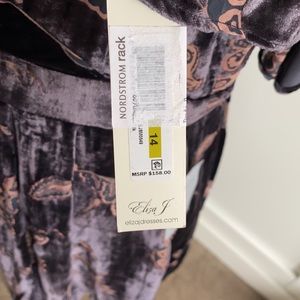 NORDSTROM rack
14
MSRP $158.00
Eliza J
elizajdresses.com